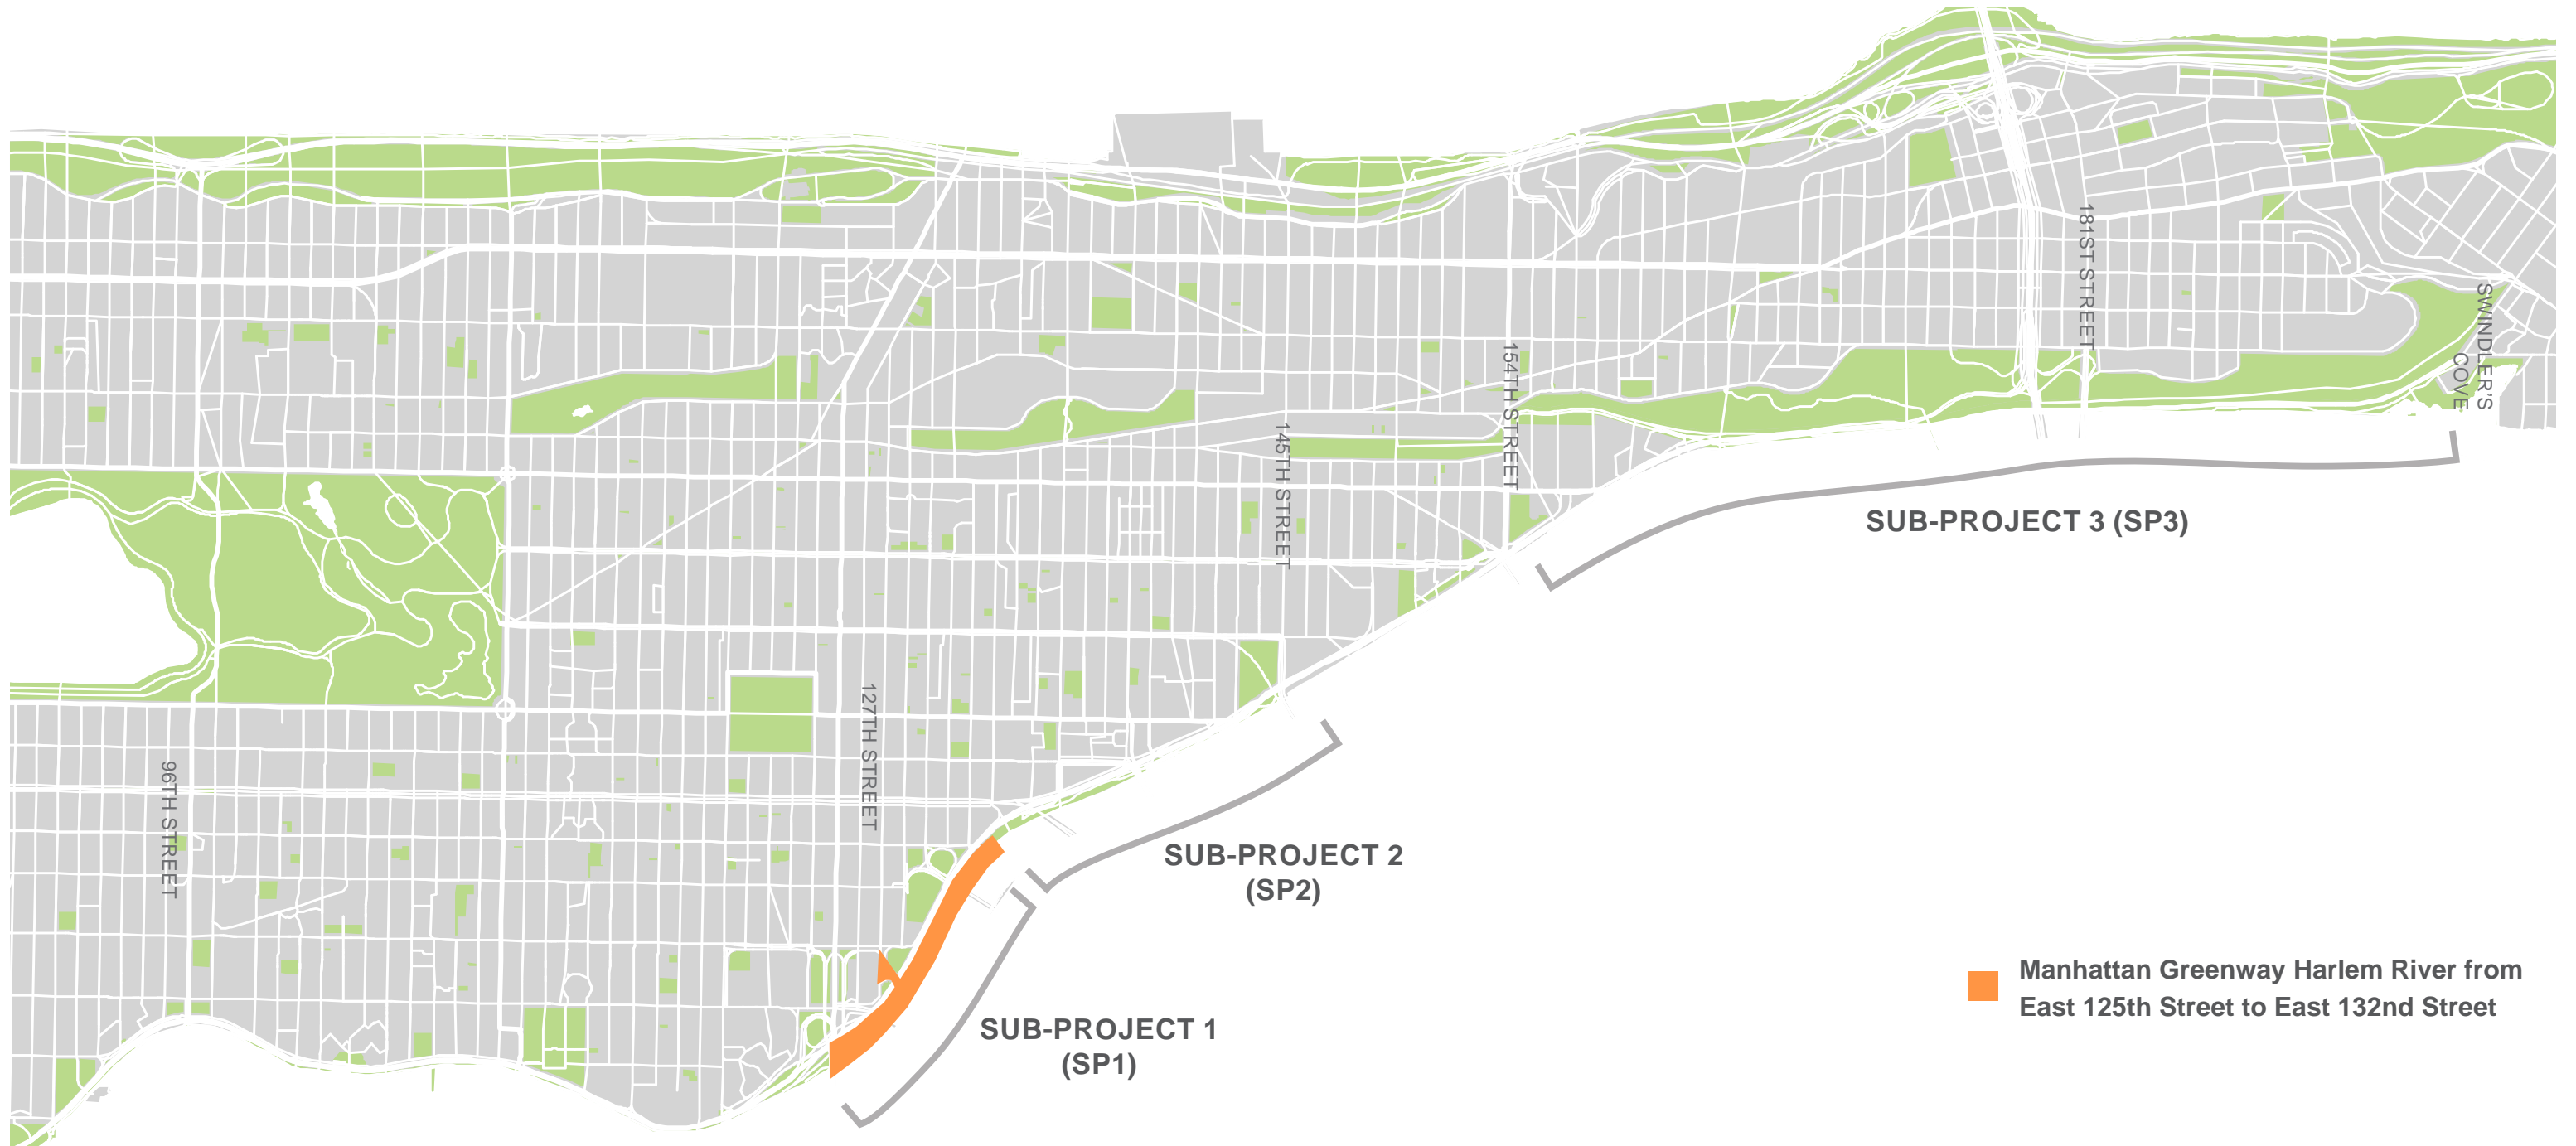 181ST STREET
SWINDLER'S
COVE
154TH STREET
145TH STREET
SUB-PROJECT 3 (SP3)
127TH STREET
96TH STREET
SUB-PROJECT 2
(SP2)
SUB-PROJECT 1
(SP1)
Manhattan Greenway Harlem River from
East 125th Street to East 132nd Street